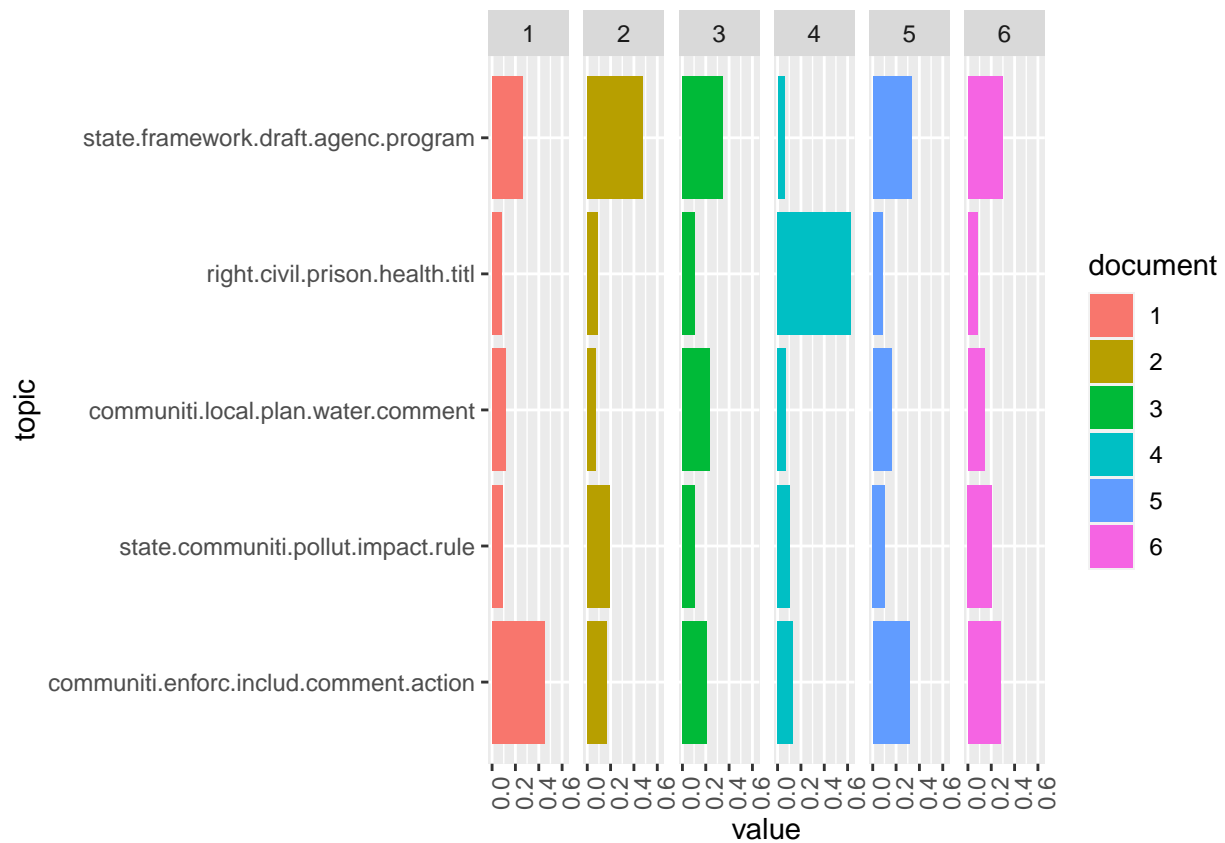 1 2 3 4 5 6
state.framework.draft.agenc.program
right.civil.prison.health.titl
communiti.local.plan.water.comment
state.communiti.pollut.impact.rule
communiti.enforc.includ.comment.action
topic
0.0 0.2 0.4 0.6 0.0 0.2 0.4 0.6 0.0 0.2 0.4 0.6 0.0 0.2 0.4 0.6 0.0 0.2 0.4 0.6 0.0 0.2 0.4 0.6
value
document
1
2
3
4
5
6